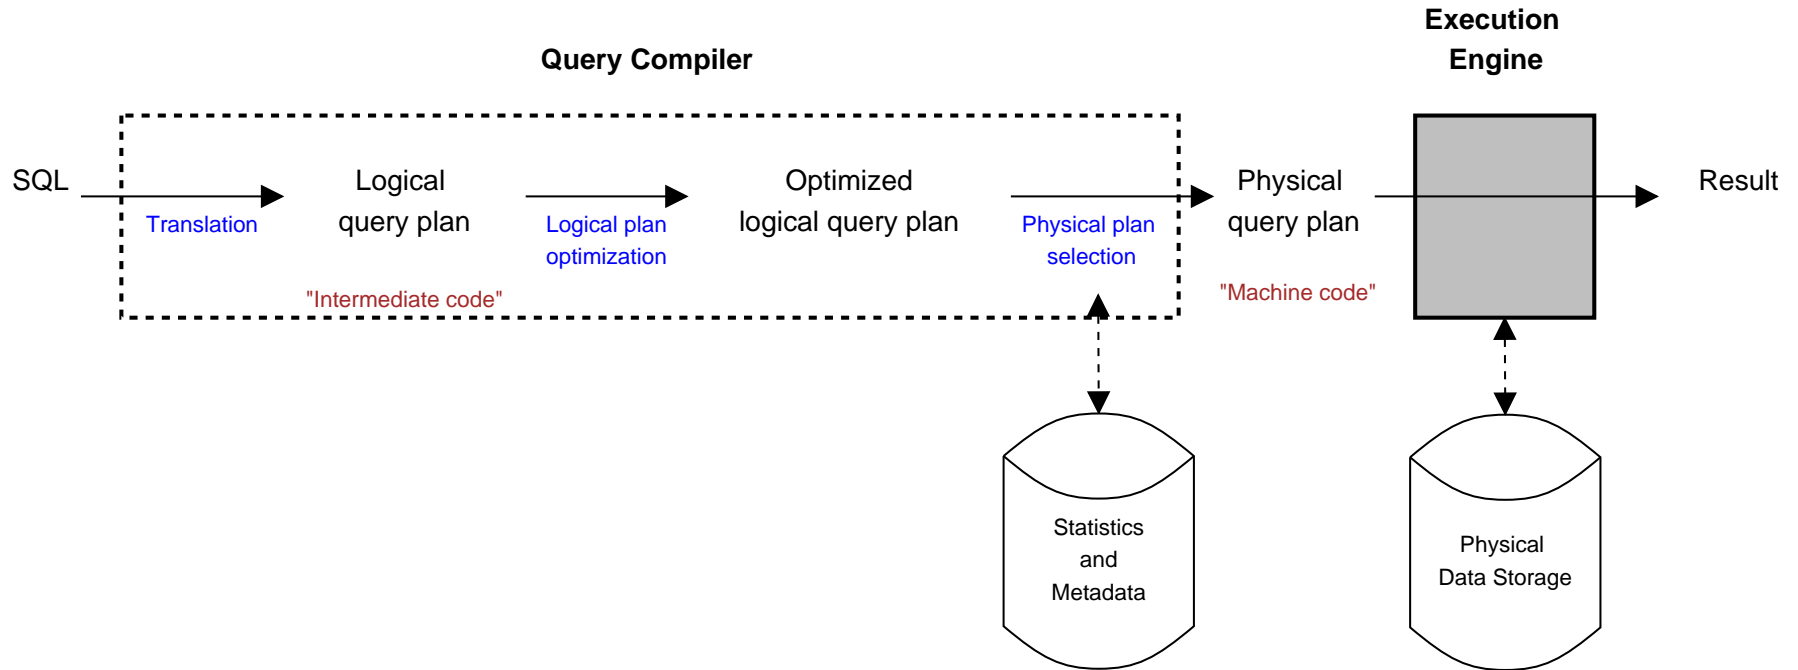 Query Compiler
Execution
Engine
SQL
Translation
Logical
query plan
"Intermediate code"
Logical plan
optimization
Optimized
logical query plan
Physical plan
selection
Physical
query plan
"Machine code"
Result
Statistics
and
Metadata
Physical
Data Storage